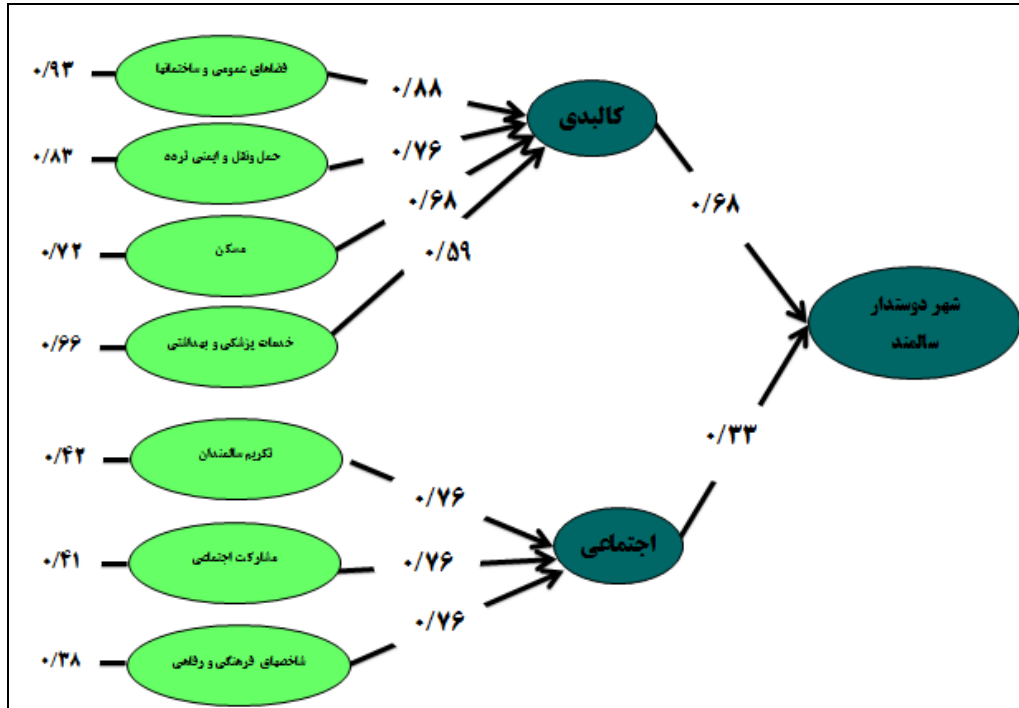 ۰/۹۳
فضاهای عمومی و ساختمانها
۰/۸۸
کالبدی
۰/۸۳
حمل ونقل و ایمنی تردد
۰/۷۶
۰/۷۲
مسکن
۰/۶۸
۰/۶۶
خدمات پزشکی و بهداشتی
۰/۵۹
۰/۶۸
شهر دوستدار
سالمند
۰/۳۳
۰/۴۲
تکریم سالمندان
۰/۷۶
اجتماعی
۰/۴۱
مشارکت اجتماعی
۰/۷۶
۰/۳۸
شاخصهای فرهنگی و رفاهی
۰/۷۶